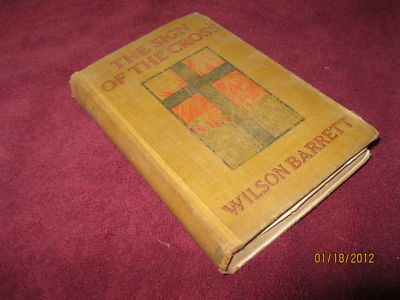 THE SIGN
OF THE CROSS
WILSON BARRETT
01/18/2012